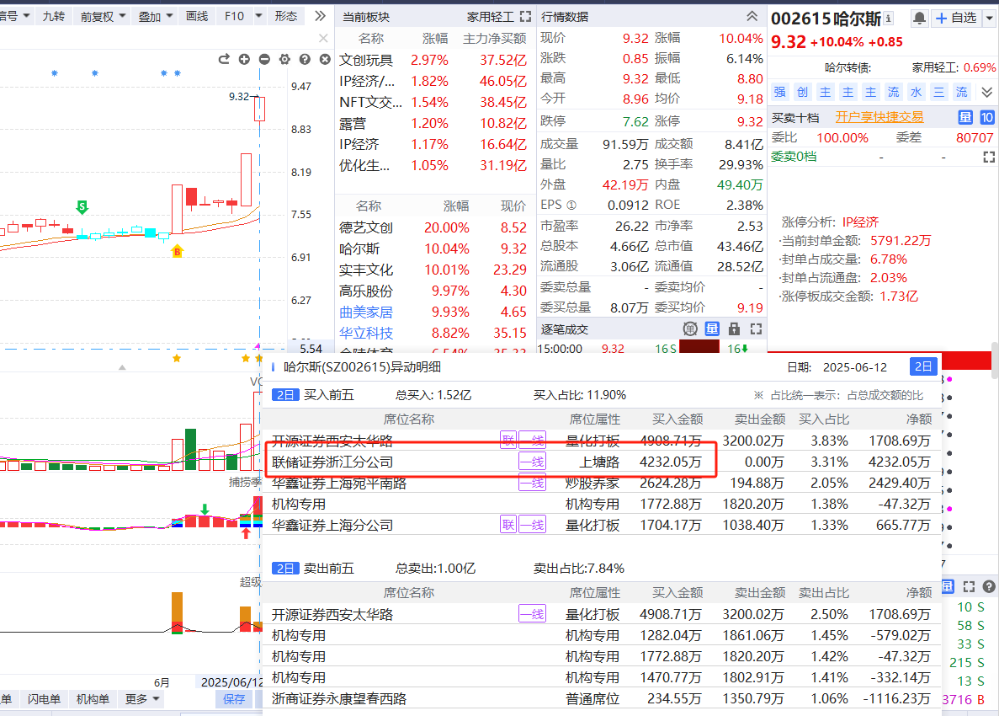 信号 九转 前复权 叠加 画线 F10 形态
9.47
9.32
8.83
8.19
7.55
6.91
6.27
5.54
S
B
捕捞季
超级
6月
2025/06/12
单 闪电单 机构单 更多 保存
当前板块 家用轻工
名称 涨幅 主力净买额
文创玩具 2.97% 37.52亿
IP经济/... 1.82% 46.05亿
NFT文交... 1.54% 38.45亿
露营 1.20% 10.82亿
IP经济 1.17% 16.64亿
优化生... 1.05% 31.19亿
名称 涨幅 现价
德艺文创 20.00% 8.52
哈尔斯 10.04% 9.32
实丰文化 10.01% 23.29
高乐股份 9.97% 4.30
曲美家居 9.93% 4.65
华立科技 8.82% 35.15
行情数据
现价 9.32 涨幅 10.04%
涨跌 0.85 振幅 6.14%
最高 9.32 最低 8.80
今开 8.96 均价 9.18
跌停 7.62 涨停 9.32
成交量 91.59万 成交额 8.41亿
量比 2.75 换手率 29.93%
外盘 42.19万 内盘 49.40万
EPS ① 0.0912 ROE 2.38%
市盈率 26.22 市净率 2.53
总股本 4.66亿 总市值 43.46亿
流通股 3.06亿 流通值 28.52亿
委卖总量 - 委卖均价 -
委买总量 8.07万 委买均价 9.19
逐笔成交 单 量
15:00:00 9.32 16 S 16
002615 哈尔斯 自选
9.32 +10.04% +0.85
哈尔转债: 家用轻工: 0.69%
强 创 主 主 主 流 水 三 流
买卖十档 开户享快捷交易 量 10
委比 100.00% 委差 80707
委卖0档 - -
涨停分析: IP经济
·当前封单金额: 5791.22万
·封单占成交量: 6.78%
·封单占流通盘: 2.03%
·涨停板成交金额: 1.73亿
哈尔斯(SZ002615)异动明细 日期: 2025-06-12 2日
2日 买入前五 总买入: 1.52亿 买入占比: 11.90% ※ 占比统一表示: 占总成交额的比
席位名称 席位属性 买入金额 卖出金额 买入占比 净额
开源证券西安太华路 联 一线 量化打板 4908.71万 3200.02万 3.83% 1708.69万
联储证券浙江分公司 一线 上塘路 4232.05万 0.00万 3.31% 4232.05万
华鑫证券上海宛平南路 一线 炒股养家 2624.28万 194.88万 2.05% 2429.40万
机构专用 机构专用 1772.88万 1820.20万 1.38% -47.32万
华鑫证券上海分公司 联 一线 量化打板 1704.17万 1038.40万 1.33% 665.77万
2日 卖出前五 总卖出:1.00亿 卖出占比:7.84%
席位名称 席位属性 买入金额 卖出金额 卖出占比 净额
开源证券西安太华路 一线 量化打板 4908.71万 3200.02万 2.50% 1708.69万
机构专用 机构专用 1282.04万 1861.06万 1.45% -579.02万
机构专用 机构专用 1772.88万 1820.20万 1.42% -47.32万
机构专用 机构专用 1470.77万 1802.91万 1.41% -332.14万
浙商证券永康望春西路 普通席位 234.55万 1350.79万 1.06% -1116.23万
量
10 S
58 S
33 S
215 S
13 S
3716 B